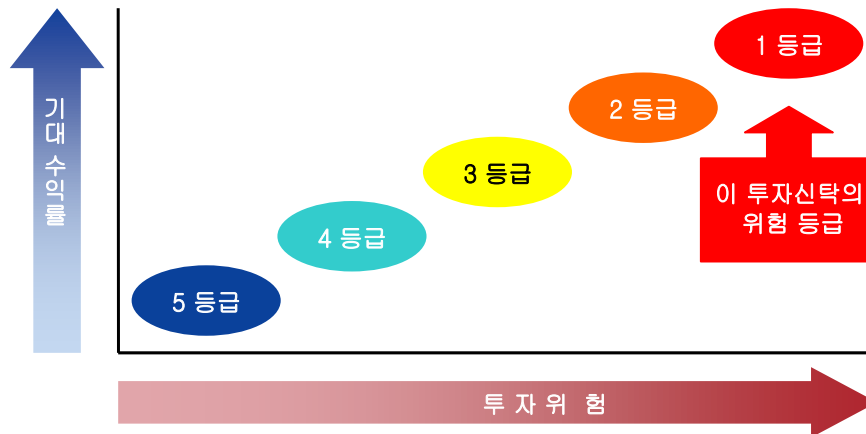 1 등급
2 등급
3 등급
4 등급
5 등급
이 투자신탁의
위험 등급
기대 수익률
투자위 험